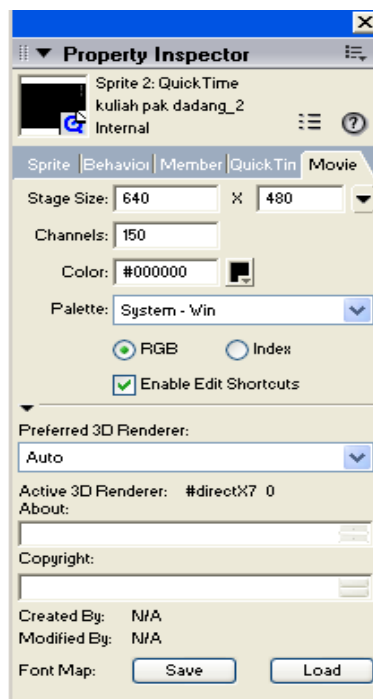 Property Inspector
Sprite 2: QuickTime
kuliah pak dadang_2
Internal
Sprite Behavior Member QuickTim Movie
Stage Size: 640 X 480
Channels: 150
Color: #000000
Palette: System - Win
RGB Index
Enable Edit Shortcuts
Preferred 3D Renderer:
Auto
Active 3D Renderer: #directX7 0
About:
Copyright:
Created By: N/A
Modified By: N/A
Font Map: Save Load